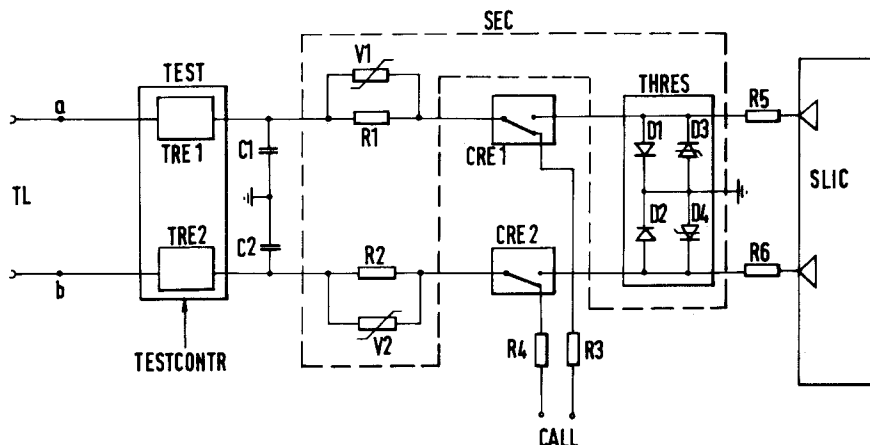 SEC
V1
TEST
THRES
a
R1
R5
TRE1
C1
CRE1
D1
D3
TL
SLIC
C2
D2
D4
TRE2
R2
CRE2
R6
b
V2
R4
R3
TESTCONTR
CALL